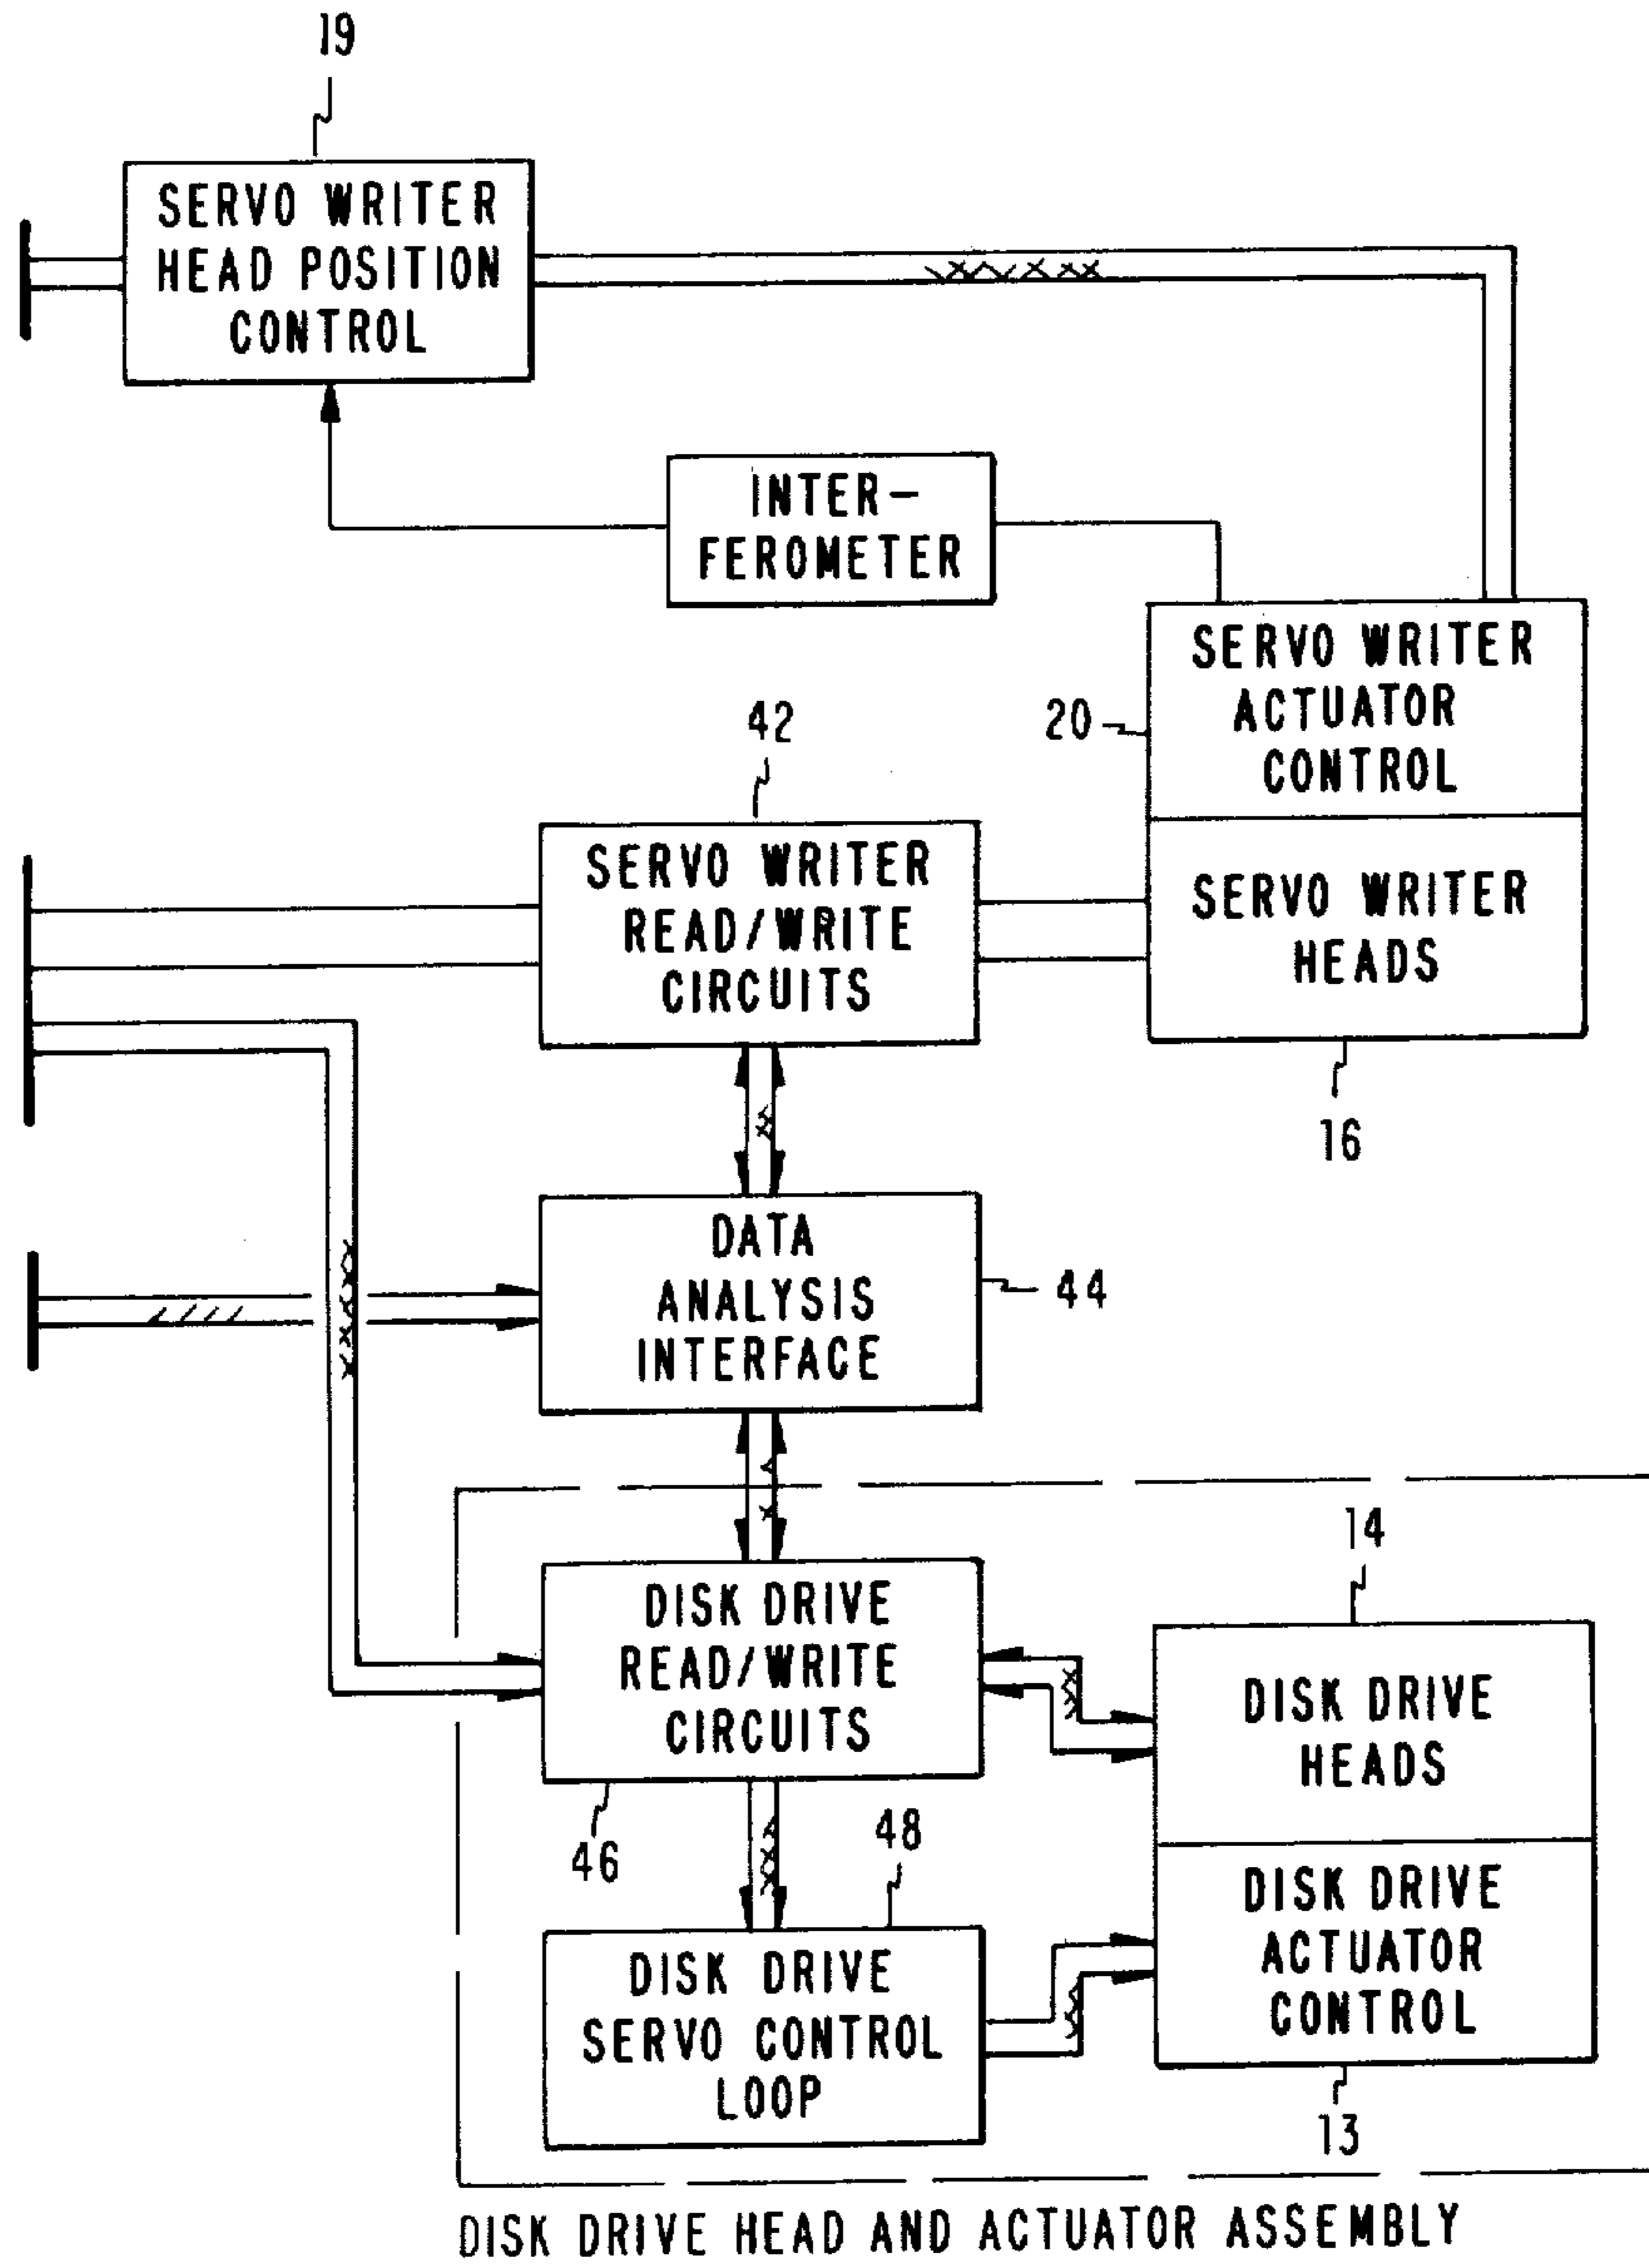 19
SERVO WRITER
HEAD POSITION
CONTROL
INTER-
FEROMETER
20
SERVO WRITER
ACTUATOR
CONTROL
SERVO WRITER
HEADS
16
42
SERVO WRITER
READ/WRITE
CIRCUITS
DATA
ANALYSIS
INTERFACE
44
14
DISK DRIVE
READ/WRITE
CIRCUITS
46
DISK DRIVE
HEADS
48
DISK DRIVE
SERVO CONTROL
LOOP
DISK DRIVE
ACTUATOR
CONTROL
13
DISK DRIVE HEAD AND ACTUATOR ASSEMBLY